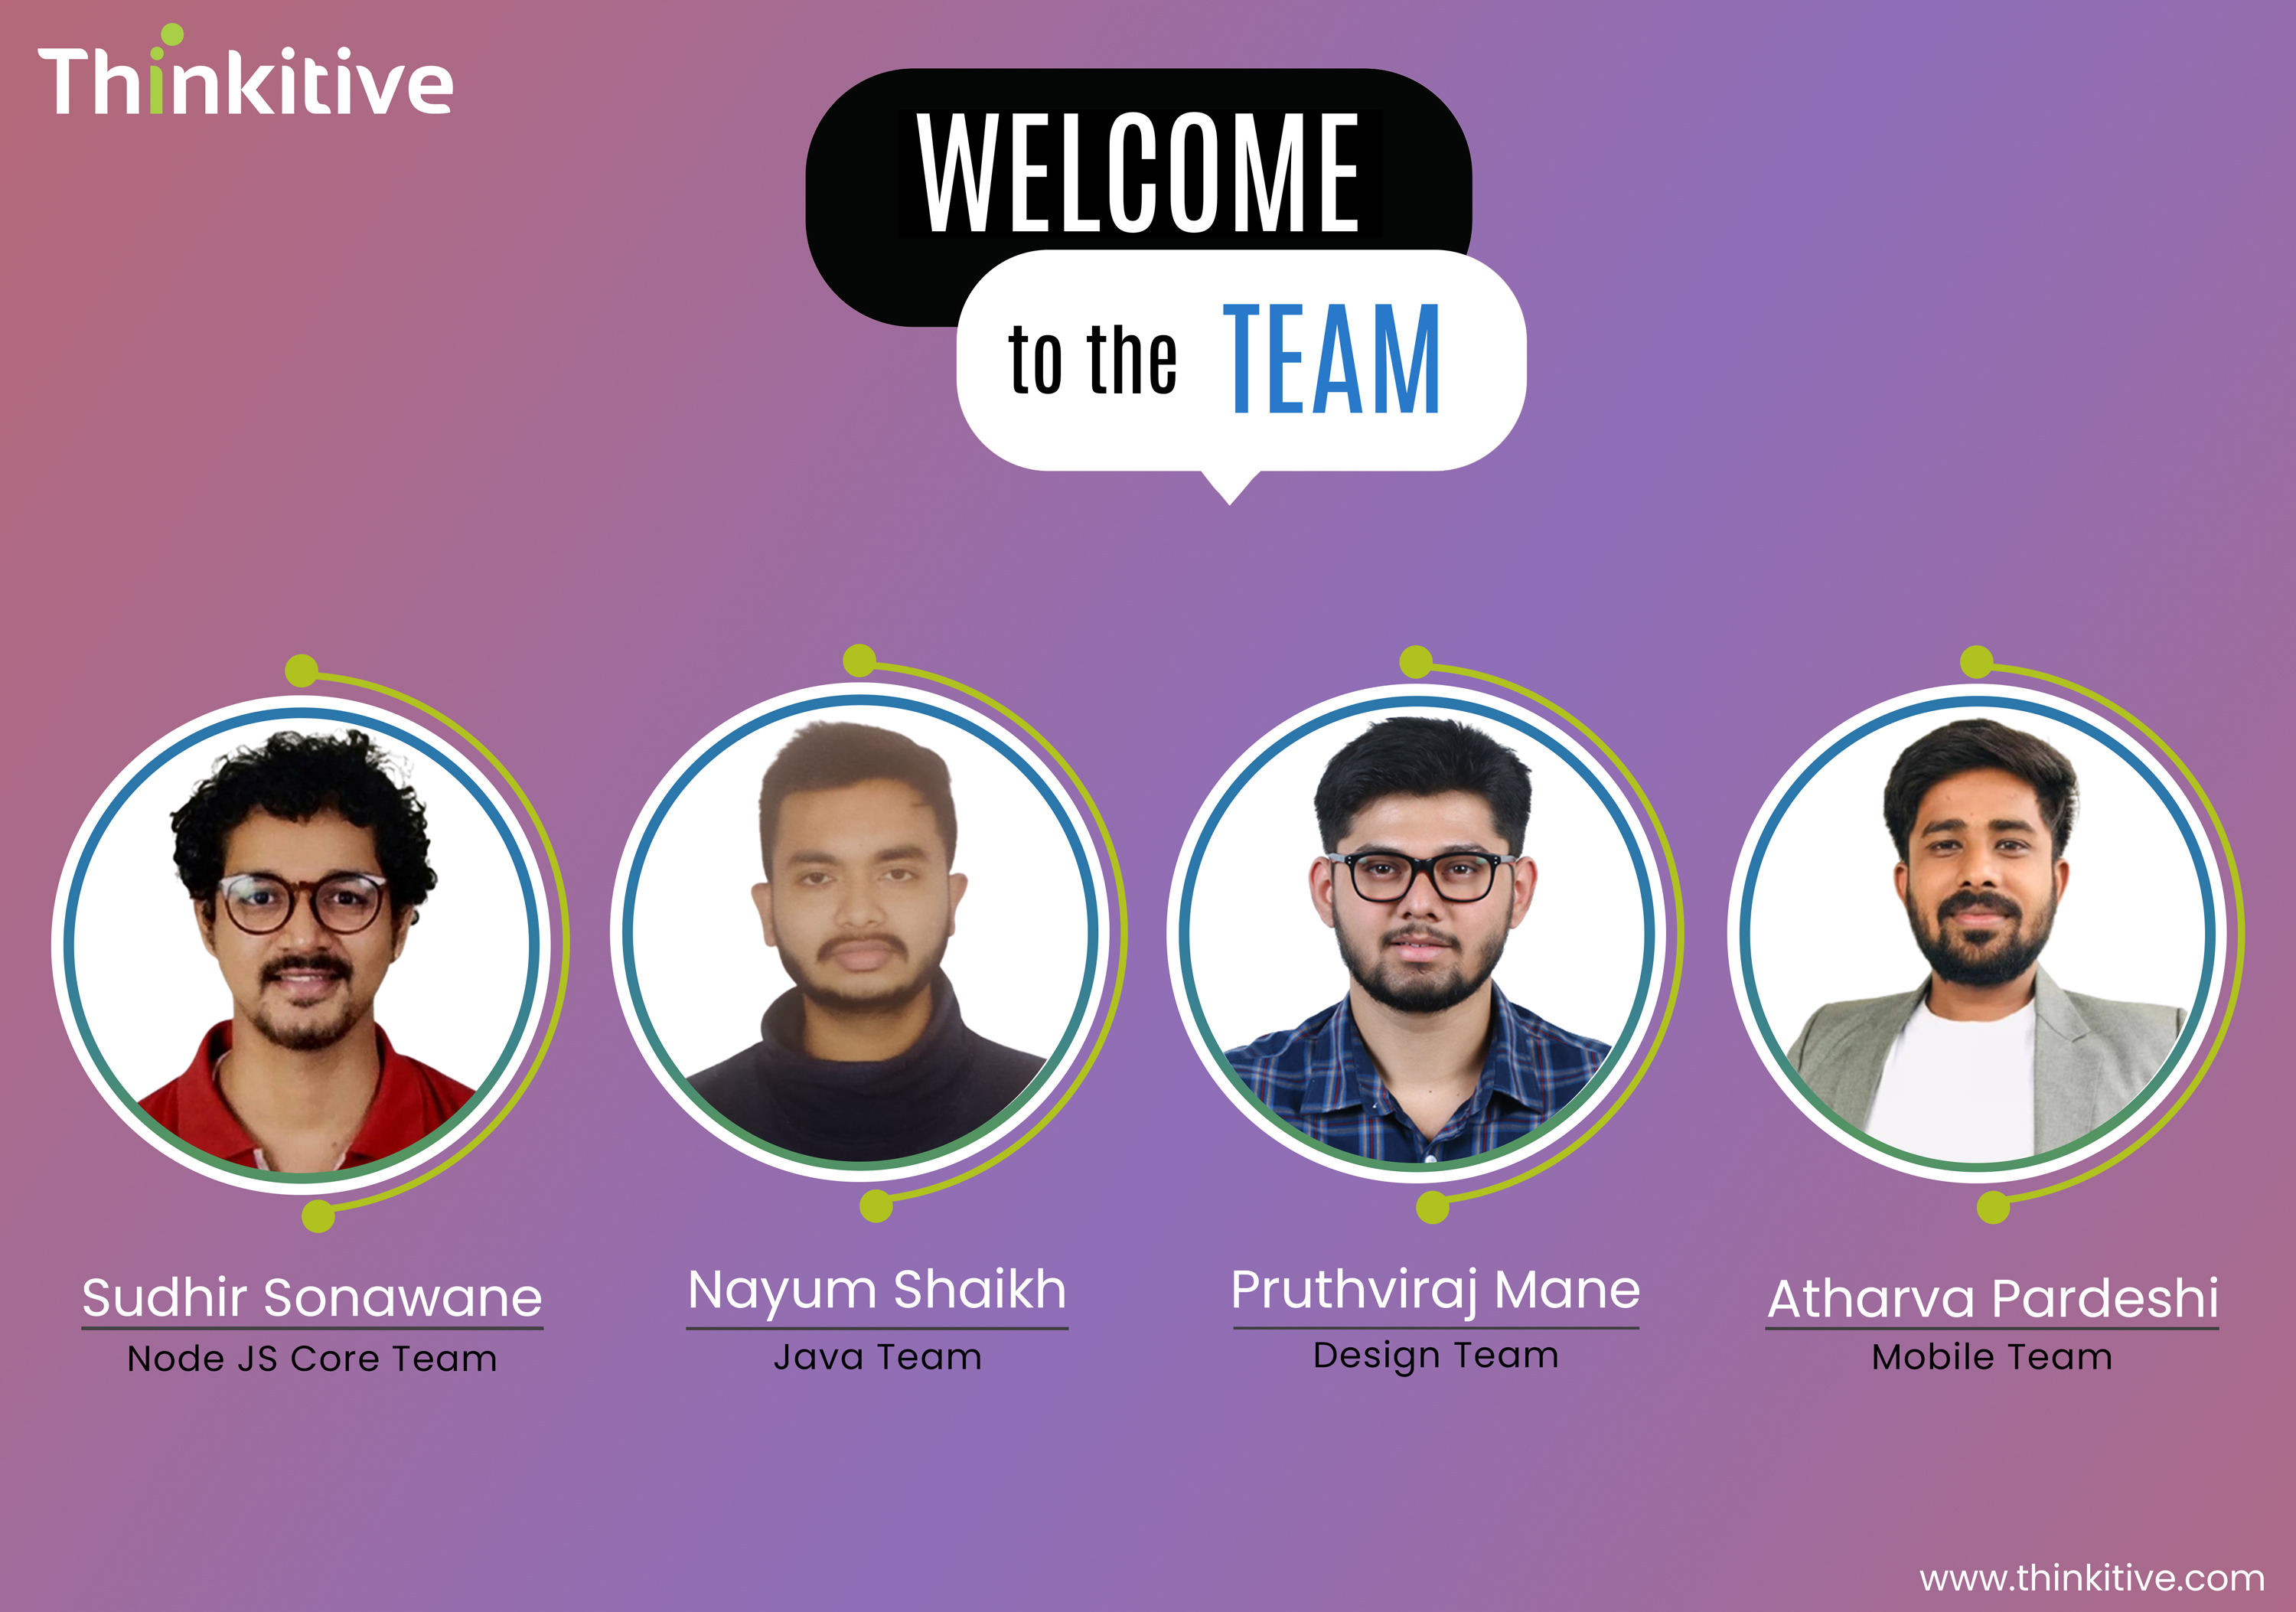 Thinkitive
WELCOME
to the TEAM
Sudhir Sonawane
Node JS Core Team
Nayum Shaikh
Java Team
Pruthviraj Mane
Design Team
Atharva Pardeshi
Mobile Team
www.thinkitive.com